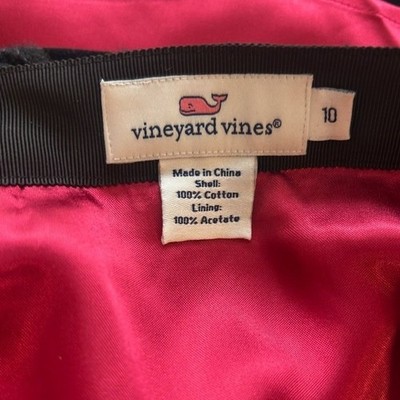 vineyard vines®
10
Made in China
Shell:
100% Cotton
Lining:
100% Acetate